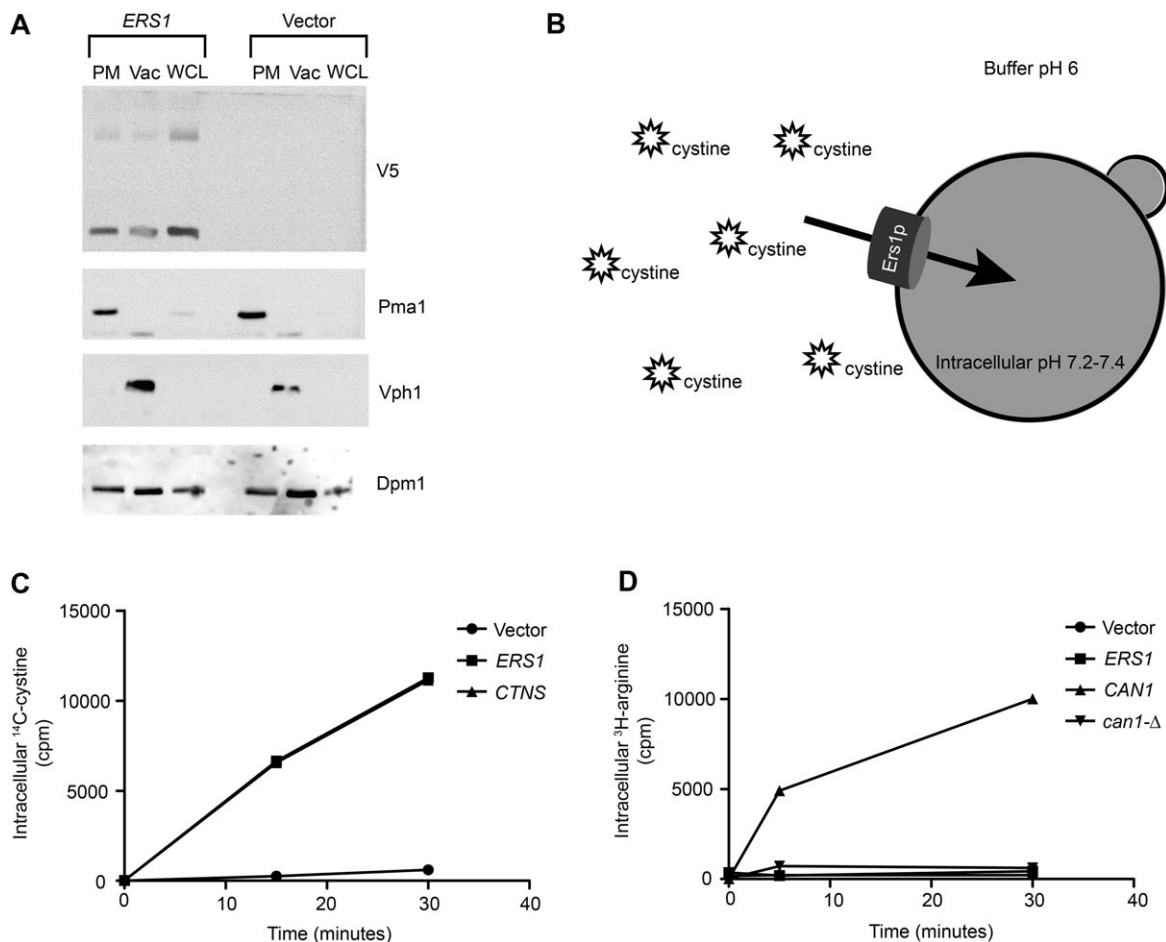 A
ERS1
Vector
PM Vac WCL
PM Vac WCL
V5
Pma1
Vph1
Dpm1
B
Buffer pH 6
cystine
cystine
cystine
cystine
cystine
cystine
Ers1p
Intracellular pH 7.2-7.4
C
15000
10000
5000
0
Intracellular ¹⁴C-cystine
(cpm)
Vector
ERS1
CTNS
0 10 20 30 40
Time (minutes)
D
15000
10000
5000
0
Intracellular ³H-arginine
(cpm)
Vector
ERS1
CAN1
can1-Δ
0 10 20 30 40
Time (minutes)